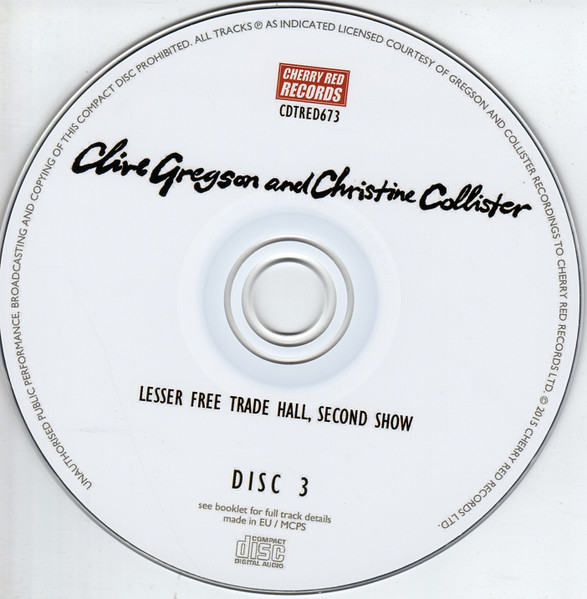 CHERRY RED
RECORDS
CDTRED673
Clive Gregson and Christine Collister
LESSER FREE TRADE HALL, SECOND SHOW
DISC 3
see booklet for full track details
made in EU / MCPS
COMPACT
disc
DIGITAL AUDIO
UNAUTHORISED PUBLIC PERFORMANCE, BROADCASTING AND COPYING OF THIS COMPACT DISC PROHIBITED. ALL TRACKS ℗ AS INDICATED LICENSED COURTESY OF GREGSON AND COLLISTER RECORDINGS TO CHERRY RED RECORDS LTD. © 2015 CHERRY RED RECORDS LTD.